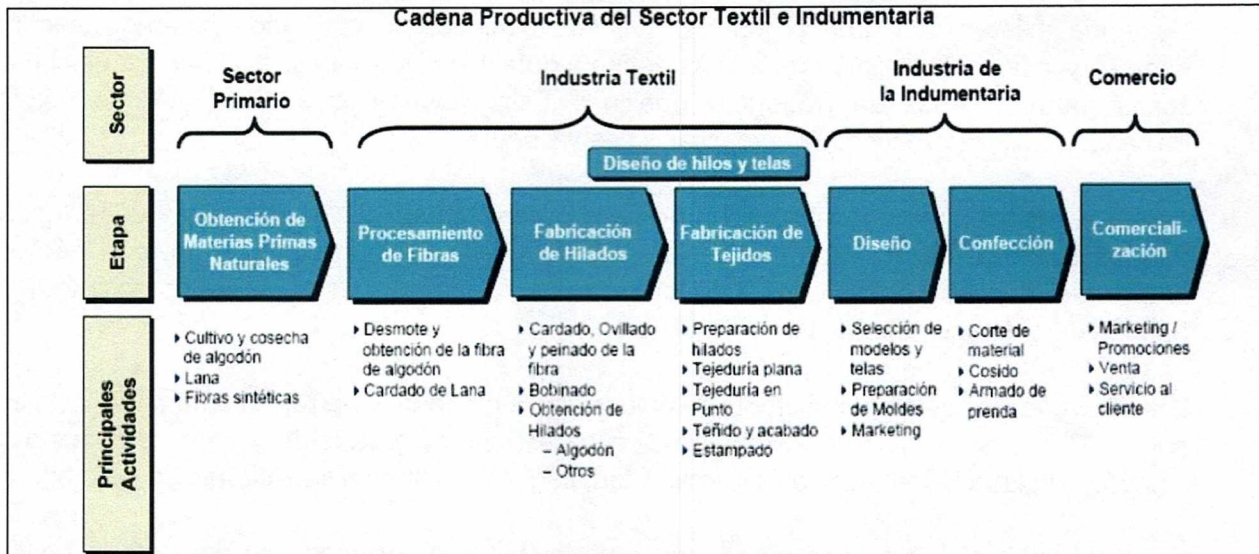 Cadena Productiva del Sector Textil e Indumentaria
Sector
Sector
Primario
Industria Textil
Industria de
la Indumentaria
Comercio
Diseño de hilos y telas
Etapa
Obtención de
Materias Primas
Naturales
Procesamiento
de Fibras
Fabricación
de Hilados
Fabricación de
Tejidos
Diseño
Confección
Comerciali-
zación
Principales
Actividades
Cultivo y cosecha
de algodón
Lana
Fibras sintéticas
Desmote y
obtención de la fibra
de algodón
Cardado de Lana
Cardado, Ovillado
y peinado de la
fibra
Bobinado
Obtención de
Hilados
– Algodón
– Otros
Preparación de
hilados
Tejeduría plana
Tejeduría en
Punto
Teñido y acabado
Estampado
Selección de
modelos y
telas
Preparación
de Moldes
Marketing
Corte de
material
Cosido
Armado de
prenda
Marketing /
Promociones
Venta
Servicio al
cliente